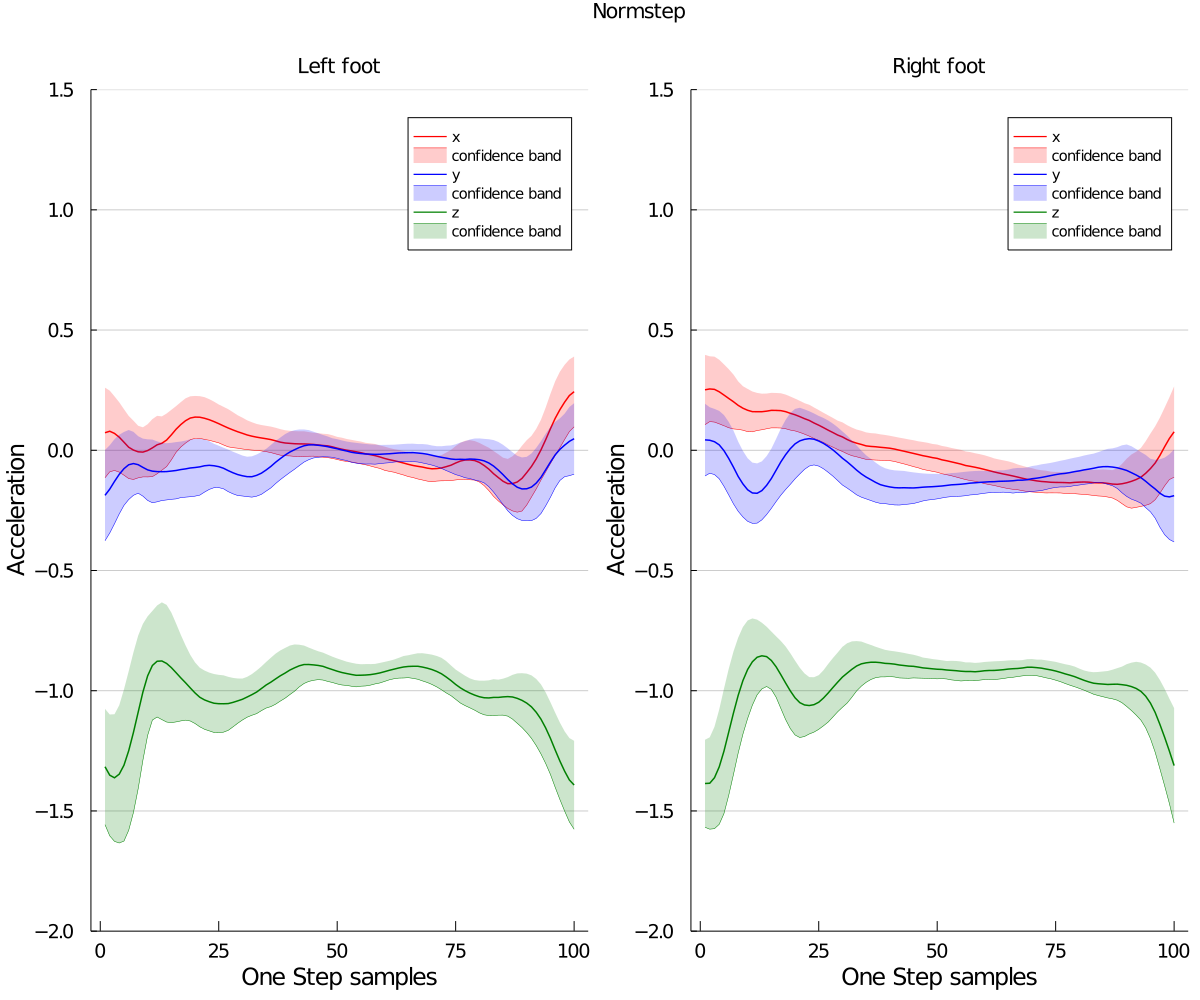 Normstep
Left foot
1.5
1.0
0.5
0.0
−0.5
−1.0
−1.5
−2.0
Acceleration
x
confidence band
y
confidence band
z
confidence band
0
25
50
75
100
One Step samples
Right foot
1.5
1.0
0.5
0.0
−0.5
−1.0
−1.5
−2.0
Acceleration
x
confidence band
y
confidence band
z
confidence band
0
25
50
75
100
One Step samples